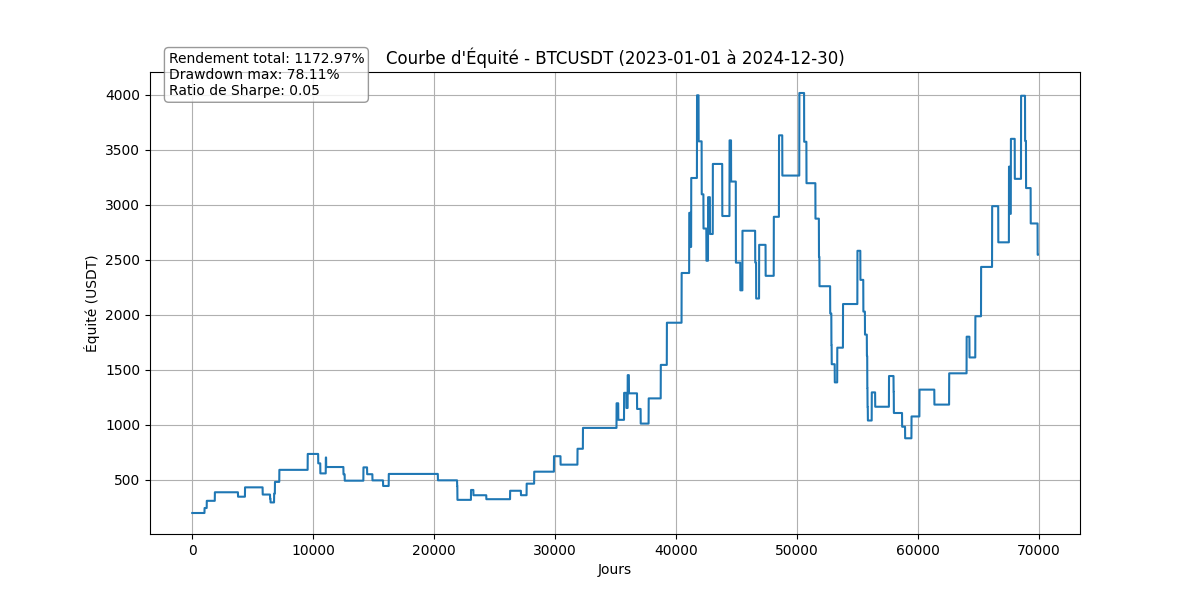 Courbe d'Équité - BTCUSDT (2023-01-01 à 2024-12-30)
Rendement total: 1172.97%
Drawdown max: 78.11%
Ratio de Sharpe: 0.05
Équité (USDT)
4000
3500
3000
2500
2000
1500
1000
500
0 10000 20000 30000 40000 50000 60000 70000
Jours